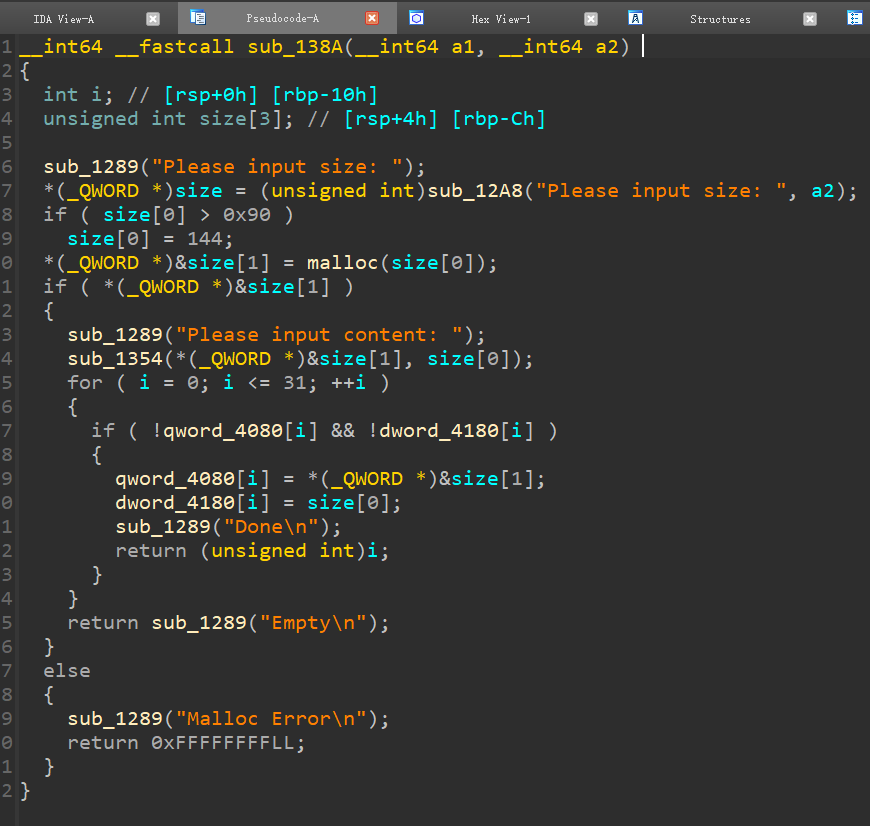 IDA View-A Pseudocode-A Hex View-1 Structures
1 __int64 __fastcall sub_138A(__int64 a1, __int64 a2)
2 {
3 int i; // [rsp+0h] [rbp-10h]
4 unsigned int size[3]; // [rsp+4h] [rbp-Ch]
5
6 sub_1289("Please input size: ");
7 *(_QWORD *)size = (unsigned int)sub_12A8("Please input size: ", a2);
8 if ( size[0] > 0x90 )
9 size[0] = 144;
0 *(_QWORD *)&size[1] = malloc(size[0]);
1 if ( *(_QWORD *)&size[1] )
2 {
3 sub_1289("Please input content: ");
4 sub_1354(*(_QWORD *)&size[1], size[0]);
5 for ( i = 0; i <= 31; ++i )
6 {
7 if ( !qword_4080[i] && !dword_4180[i] )
8 {
9 qword_4080[i] = *(_QWORD *)&size[1];
0 dword_4180[i] = size[0];
1 sub_1289("Done\n");
2 return (unsigned int)i;
3 }
4 }
5 return sub_1289("Empty\n");
6 }
7 else
8 {
9 sub_1289("Malloc Error\n");
0 return 0xFFFFFFFFLL;
1 }
2 }